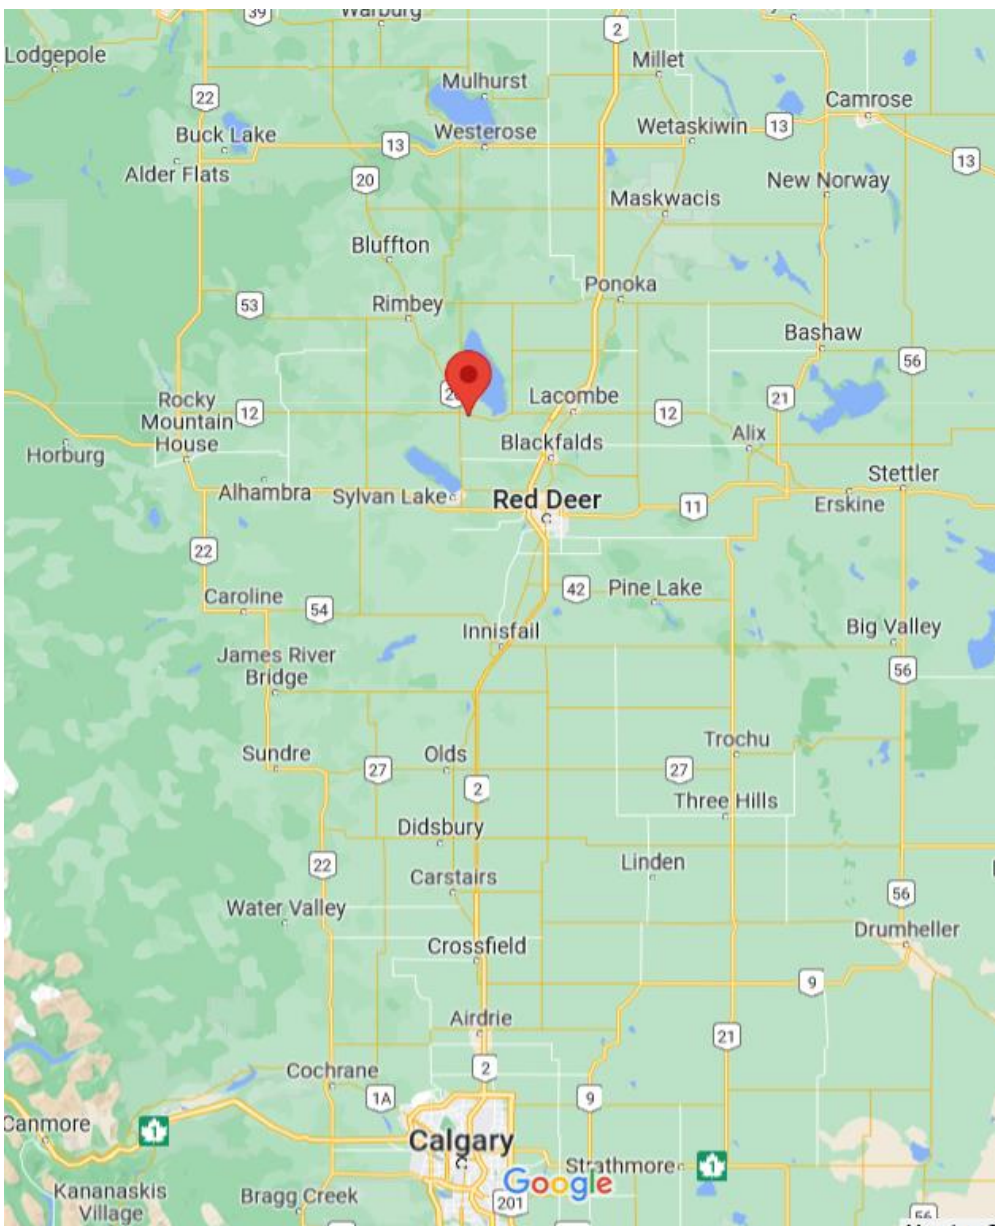 39
Warburg
2
Lodgepole
Millet
Mulhurst
22
Camrose
Buck Lake
13
Westerose
Wetaskiwin
13
13
Alder Flats
20
New Norway
Maskwacis
Bluffton
Ponoka
53
Rimbey
Bashaw
56
Rocky
Mountain
House
12
Lacombe
12
21
Horburg
Blackfalds
Alix
Stettler
Alhambra
Sylvan Lake
Red Deer
11
Erskine
22
42
Pine Lake
Caroline
54
Innisfail
Big Valley
James River
Bridge
56
Sundre
27
Olds
27
Trochu
2
Three Hills
Didsbury
22
Linden
Carstairs
56
Water Valley
Drumheller
Crossfield
9
Airdrie
21
Cochrane
2
1A
9
Canmore
1
Calgary
Strathmore
1
Google
Kananaskis
Village
Bragg Creek
201
56